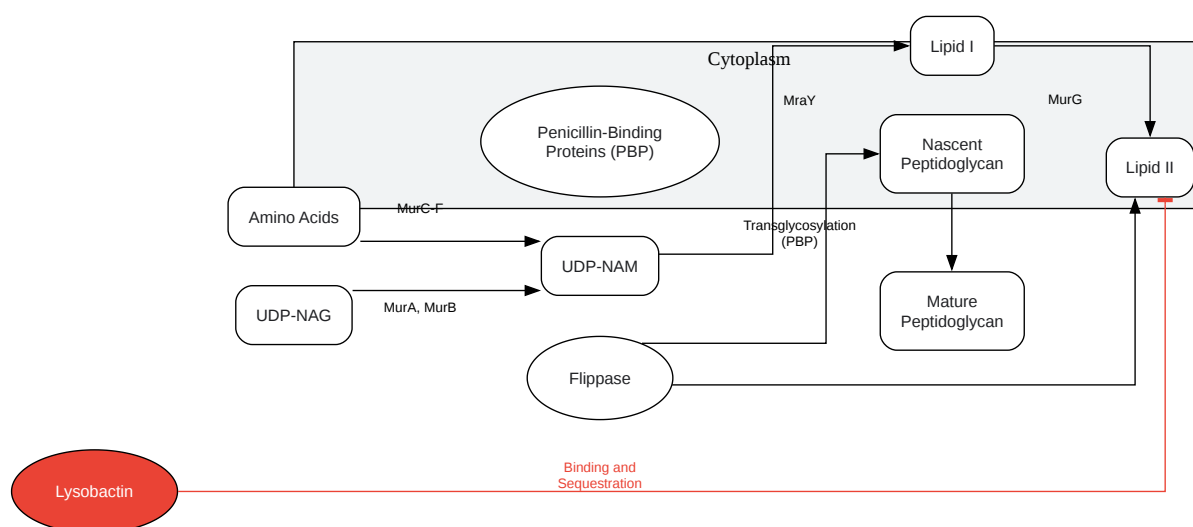 Lipid I
Cytoplasm
MraY
MurG
Penicillin-Binding
Proteins (PBP)
Nascent
Peptidoglycan
Lipid II
Amino Acids
MurC-F
Transglycosylation
(PBP)
UDP-NAM
UDP-NAG
MurA, MurB
Mature
Peptidoglycan
Flippase
Binding and
Sequestration
Lysobactin